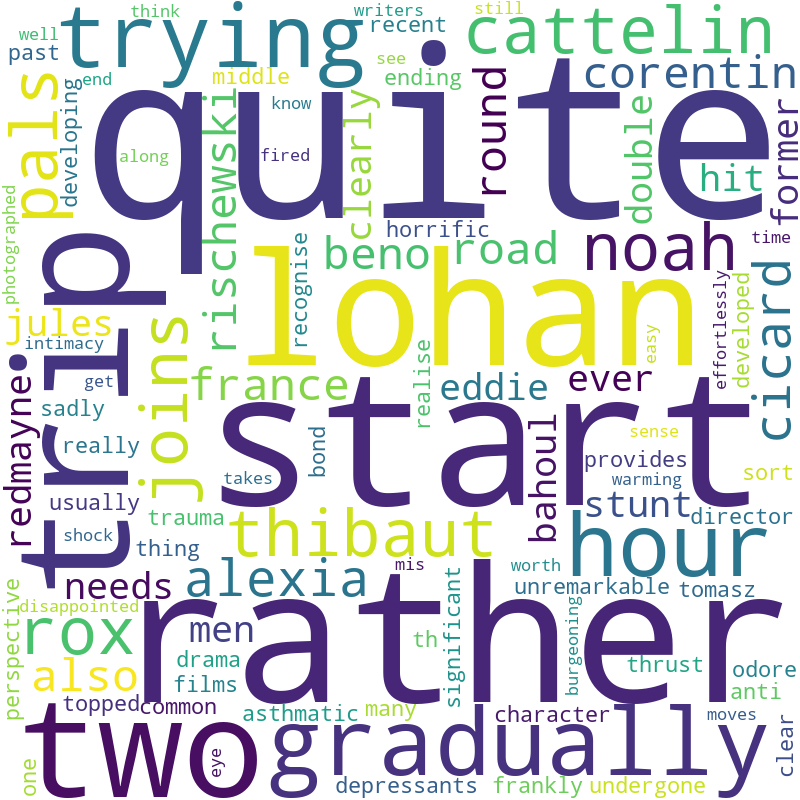 think
writers
still
recent
trying
cattelin
well
past
see
end
middle
ending
corentin
pals
developing
quite
know
rischewski
clearly
round
double
hit
former
along
fired
photographed
horrific
trip
lohan
beno
road
noah
time
recognise
jules
intimacy
joins
france
get
realise
eddie
ever
easy
effortlessly
developed
cicard
redmayne
sadly
really
start
usually
takes
bond
bahoul
sense
provides
warming
sort
stunt
trauma
thibaut
director
shock
thing
hour
mis
worth
needs
alexia
unremarkable
tomasz
perspective
disappointed
rather
rox
men
th
significant
burgeoning
drama
thrust
odore
also
films
anti
topped
common
asthmatic
many
character
moves
two
gradually
clear
one
eye
depressants
frankly
undergone